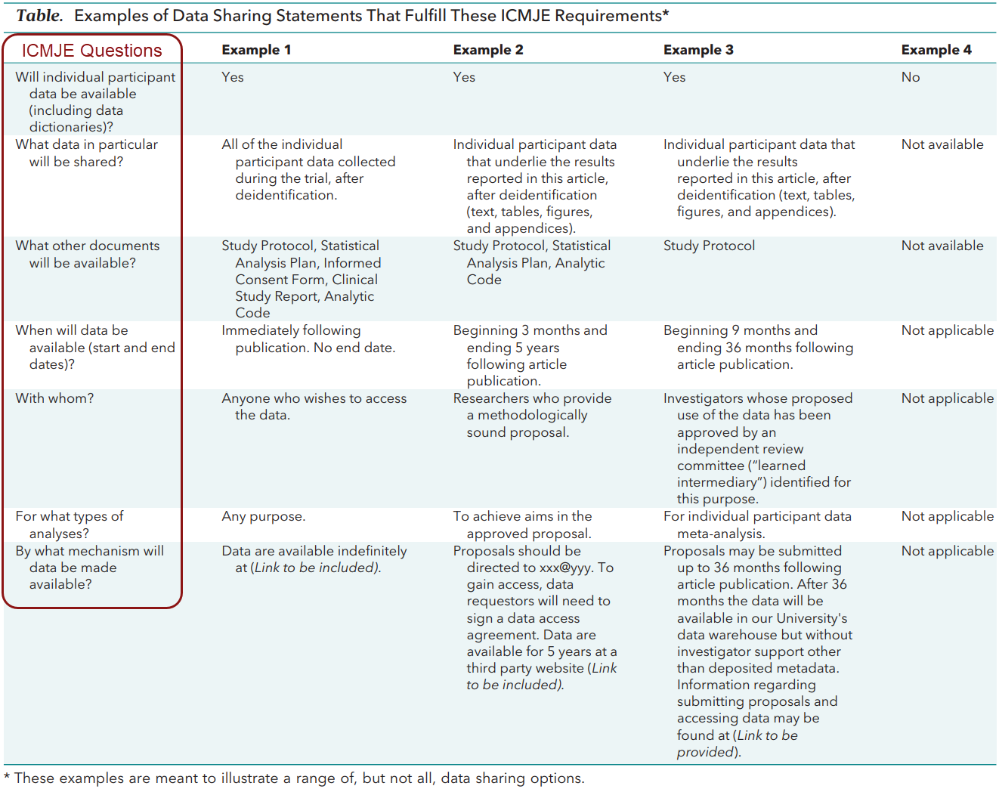 Table. Examples of Data Sharing Statements That Fulfill These ICMJE Requirements*
ICMJE Questions
Example 1
Example 2
Example 3
Example 4
Will individual participant
data be available
(including data
dictionaries)?
Yes
Yes
Yes
No
What data in particular
will be shared?
All of the individual
participant data collected
during the trial, after
deidentification.
Individual participant data
that underlie the results
reported in this article,
after deidentification
(text, tables, figures,
and appendices).
Individual participant data that
underlie the results
reported in this article, after
deidentification (text, tables,
figures, and appendices).
Not available
What other documents
will be available?
Study Protocol, Statistical
Analysis Plan, Informed
Consent Form, Clinical
Study Report, Analytic
Code
Study Protocol, Statistical
Analysis Plan, Analytic
Code
Study Protocol
Not available
When will data be
available (start and end
dates)?
Immediately following
publication. No end date.
Beginning 3 months and
ending 5 years
following article
publication.
Beginning 9 months and
ending 36 months following
article publication.
Not applicable
With whom?
Anyone who wishes to access
the data.
Researchers who provide
a methodologically
sound proposal.
Investigators whose proposed
use of the data has been
approved by an
independent review
committee (“learned
intermediary”) identified for
this purpose.
Not applicable
For what types of
analyses?
Any purpose.
To achieve aims in the
approved proposal.
For individual participant data
meta-analysis.
Not applicable
By what mechanism will
data be made
available?
Data are available indefinitely
at (Link to be included).
Proposals should be
directed to xxx@yyy. To
gain access, data
requestors will need to
sign a data access
agreement. Data are
available for 5 years at a
third party website (Link
to be included).
Proposals may be submitted
up to 36 months following
article publication. After 36
months the data will be
available in our University's
data warehouse but without
investigator support other
than deposited metadata.
Information regarding
submitting proposals and
accessing data may be
found at (Link to be
provided).
Not applicable
* These examples are meant to illustrate a range of, but not all, data sharing options.